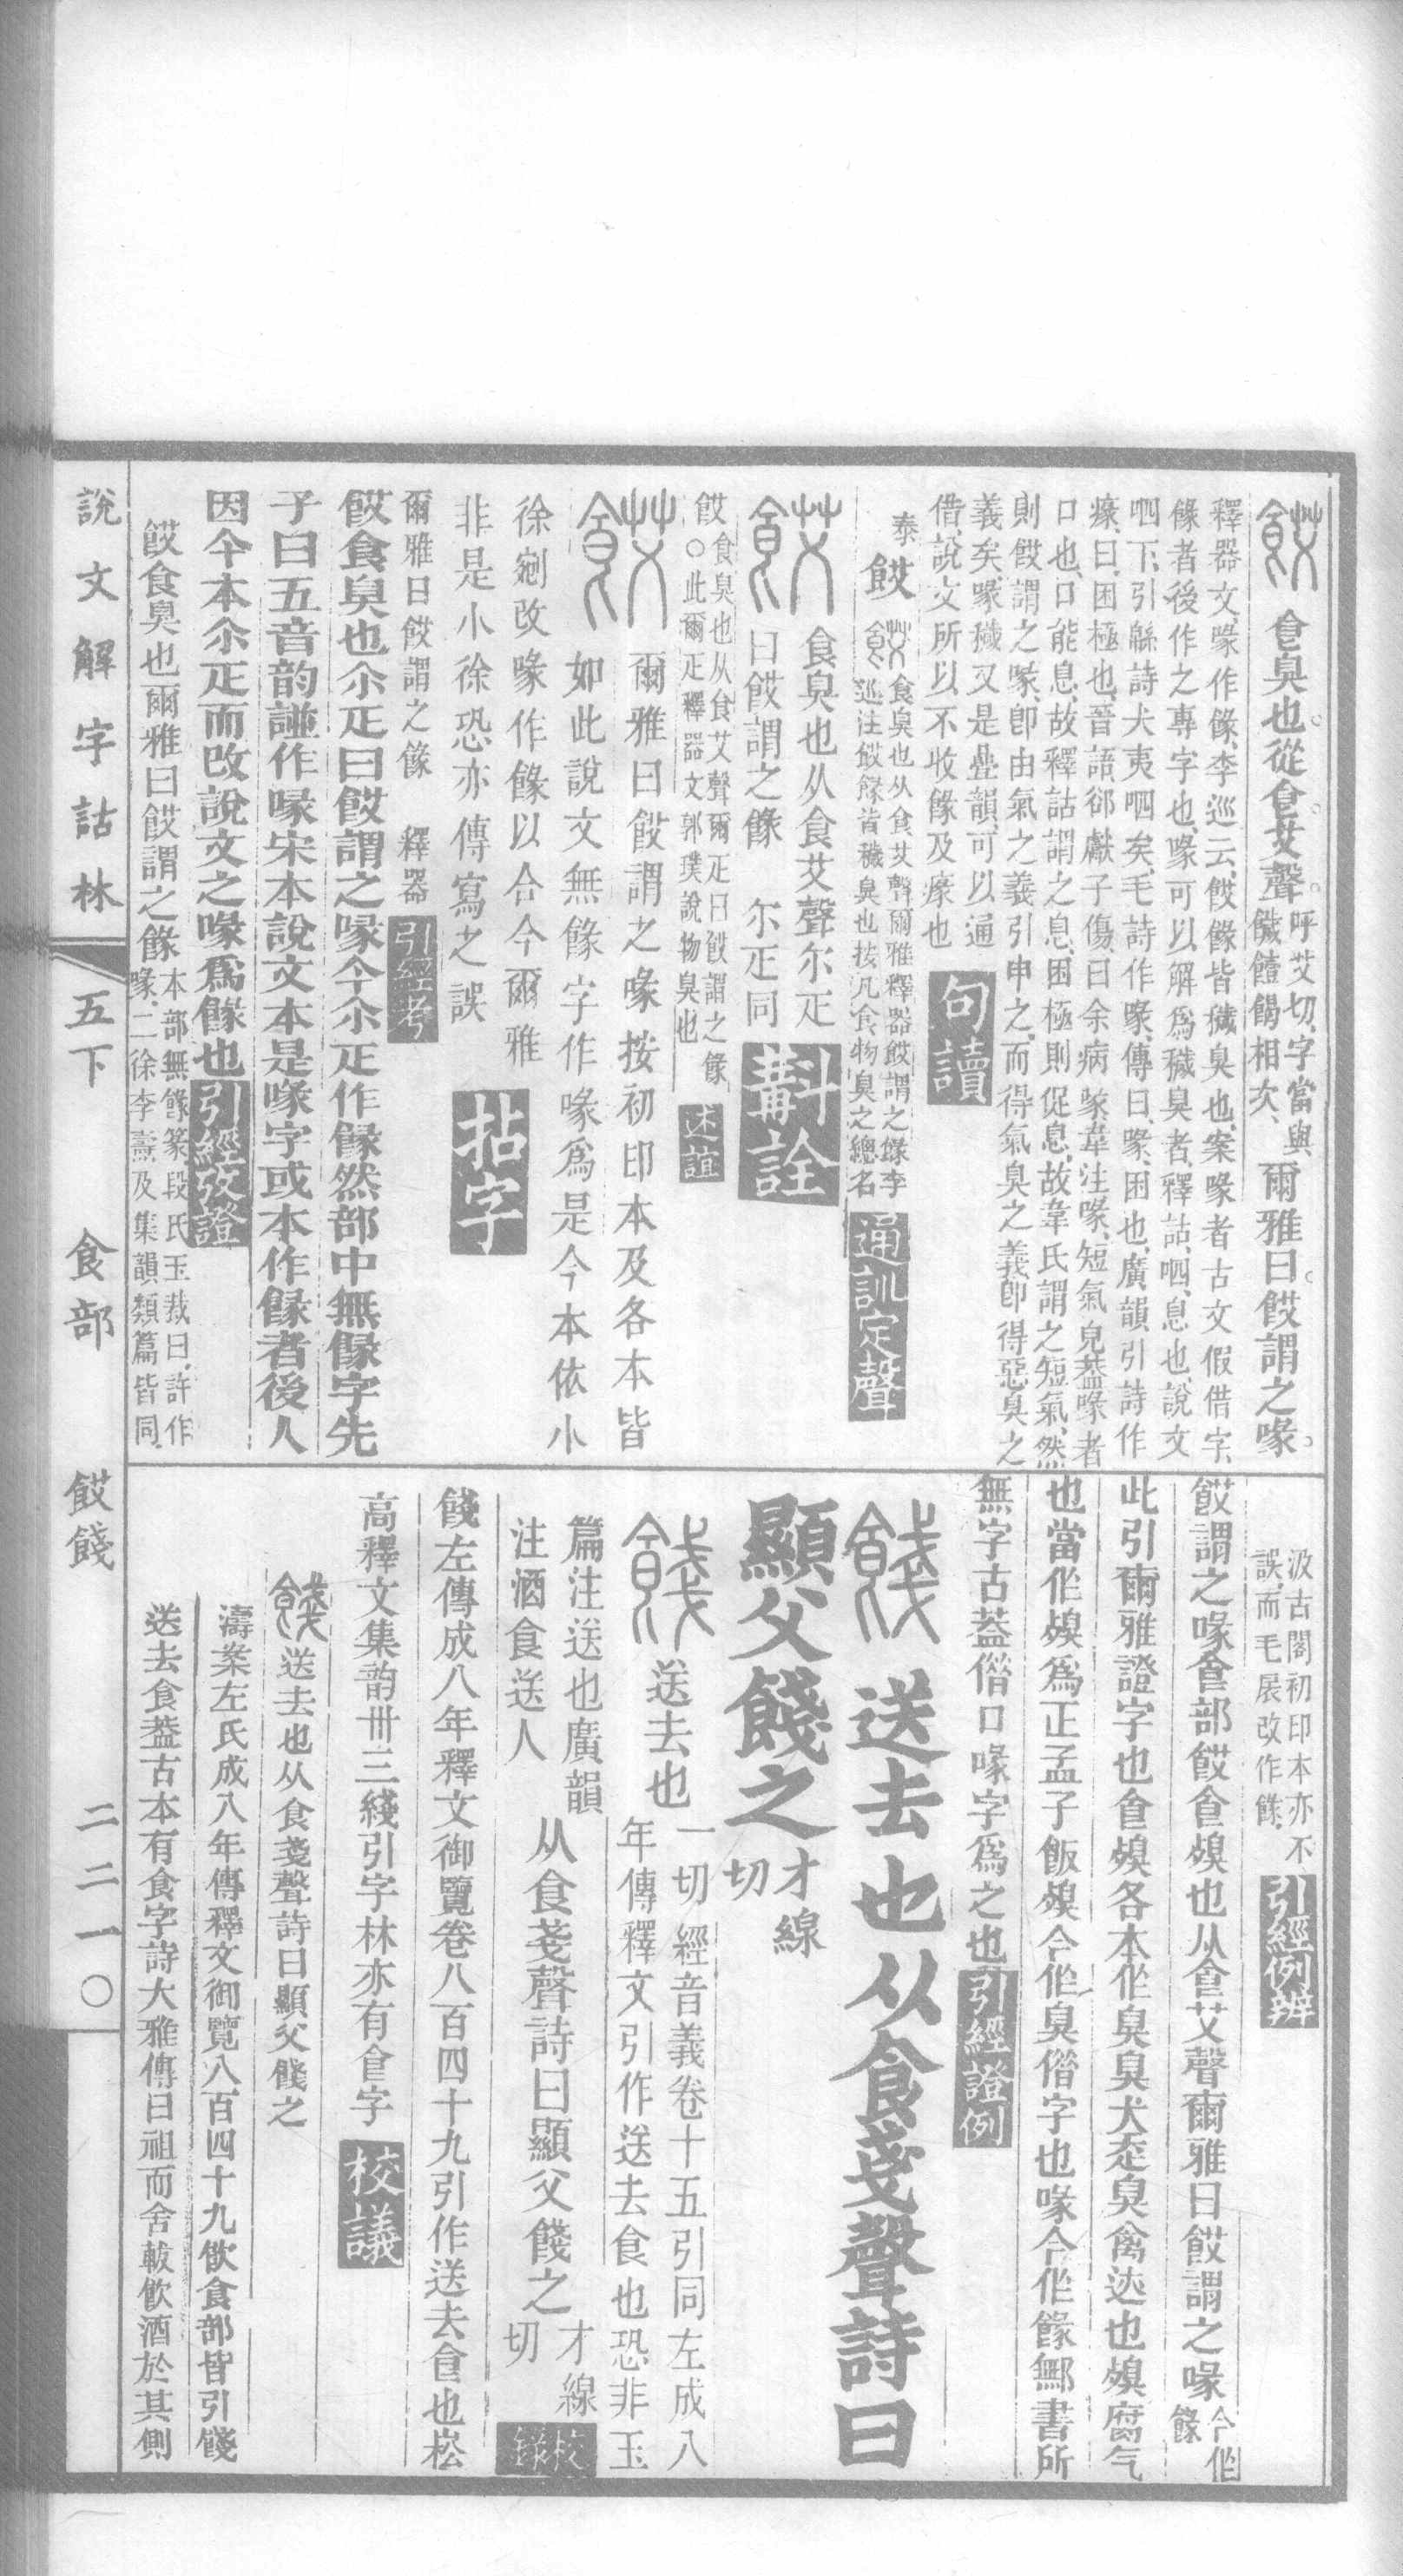 食臭也從食艾聲呼艾切字當與饖饐餲相次爾雅曰餀謂之喙
釋器文喙作餯李巡云餀餯皆穢臭也案喙者古文假借字
餯者後作之專字也喙可以解爲穢臭者釋詁呬息也說文
呬下引緜詩犬夷呬矣毛詩作喙傳曰喙困也廣韻引詩作
瘃曰困極也晉語郤獻子傷曰余病喙韋注喙短氣皃葢喙者
口也口能息故釋詁謂之息困極則促息故韋氏謂之短氣然
則餀謂之喙卽由氣之義引申之而得氣臭之義卽得惡臭之
義矣喙穢又是疊韻可以通
借說文所以不收餯及瘃也
句讀
泰餀食臭也从食艾聲爾雅釋器餀謂之餯李
巡注餀餯皆穢臭也按凡食物臭之總名
通訓定聲
食臭也从食艾聲尓疋
曰餀謂之餯 尓疋同
斠詮
餀食臭也从食艾聲爾疋曰餀謂之餯
○此爾疋釋器文郭璞說物臭也
述誼
爾雅曰餀謂之喙按初印本及各本皆
如此說文無餯字作喙爲是今本依小
徐剜改喙作餯以合今爾雅
非是小徐恐亦傳寫之誤
拈字
爾雅曰餀謂之餯 釋器
引經考
餀食臭也尒疋曰餀謂之喙今尒疋作餯然部中無餯字先
子曰五音韵譜作喙宋本說文本是喙字或本作餯者後人
因今本尒疋而改說文之喙爲餯也
引經攷證
餀食臭也爾雅曰餀謂之餯本部無餯篆段氏玉裁曰許作
喙二徐李燾及集韻類篇皆同
汲古閣初印本亦不
誤而毛扆改作餯
引經例辨
餀謂之喙食部餀食殠也从食艾聲爾雅曰餀謂之喙今作餯
此引爾雅證字也食殠各本作臭臭犬走臭禽迹也殠腐气
也當作殠爲正孟子飯殠今作臭借字也喙今作餯鄦書所
無字古葢借口喙字爲之也
引經證例
餞送去也从食戔聲詩曰
顯父餞之才線切
送去也一切經音義卷十五引同左成八
年傳釋文引作送去食也恐非玉
篇注送也廣韻
注酒食送人
从食戔聲詩曰顯父餞之才線切
校錄
餞左傳成八年釋文御覽卷八百四十九引作送去食也崧
高釋文集韵卅三綫引字林亦有食字
校議
送去也从食戔聲詩曰顯父餞之
濤案左氏成八年傳釋文御覽八百四十九飲食部皆引餞
送去食葢古本有食字詩大雅傳曰祖而舍軷飲酒於其側
說文解字詁林 五下 食部 餀餞 二二一〇